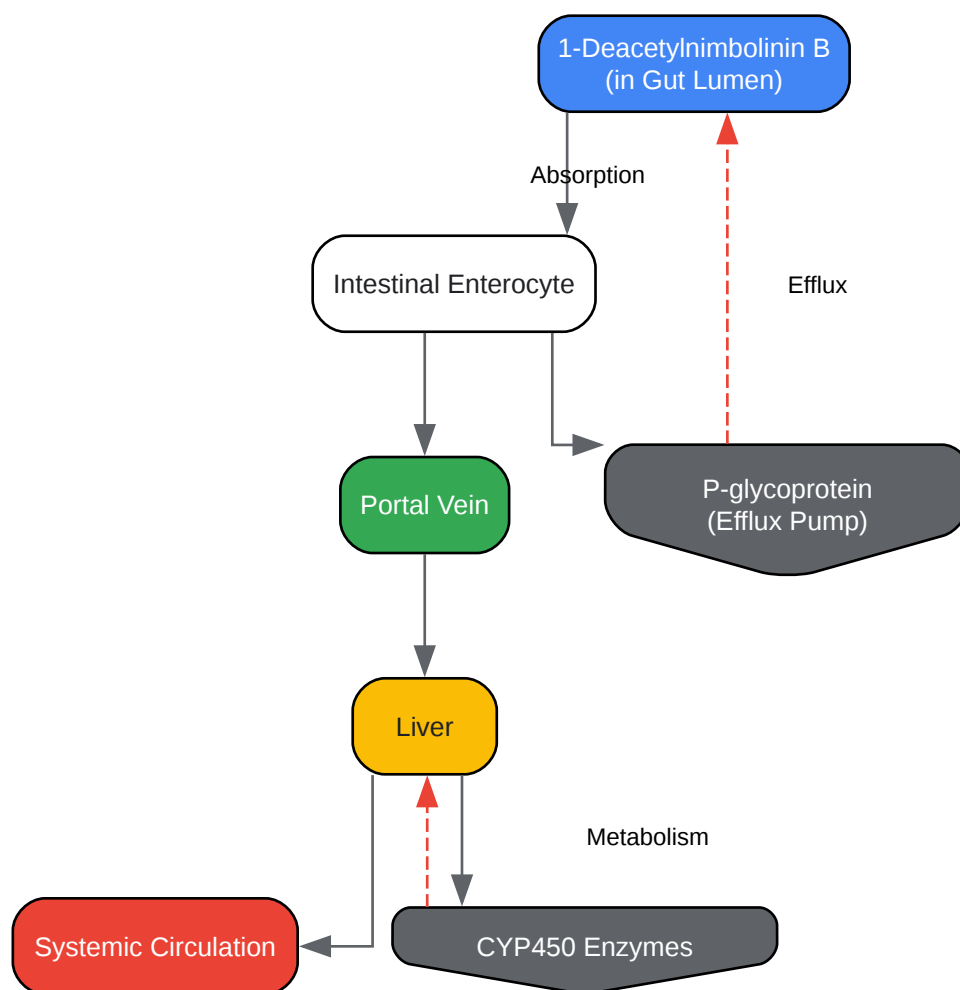 1-Deacetylnimbolinin B
(in Gut Lumen)
Absorption
Intestinal Enterocyte
Efflux
P-glycoprotein
(Efflux Pump)
Portal Vein
Liver
Metabolism
Systemic Circulation
CYP450 Enzymes